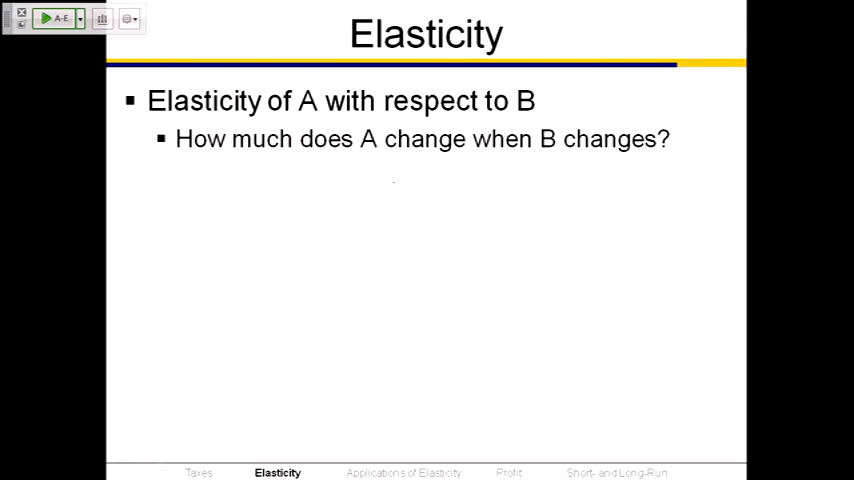 A-E
Elasticity
▪ Elasticity of A with respect to B
▪ How much does A change when B changes?
Taxes Elasticity Applications of Elasticity Profit Short- and Long-Run